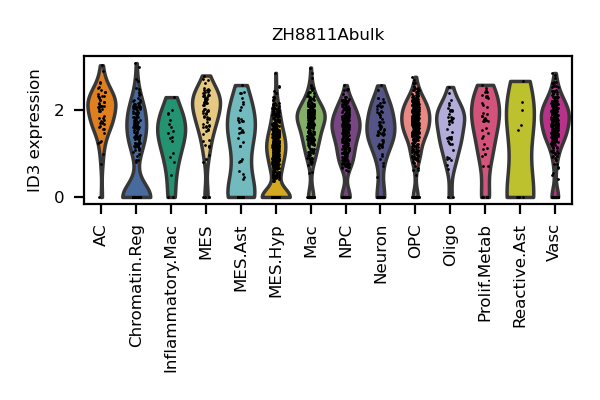 ZH8811Abulk
ID3 expression
2
0
AC
Chromatin.Reg
Inflammatory.Mac
MES
MES.Ast
MES.Hyp
Mac
NPC
Neuron
OPC
Oligo
Prolif.Metab
Reactive.Ast
Vasc